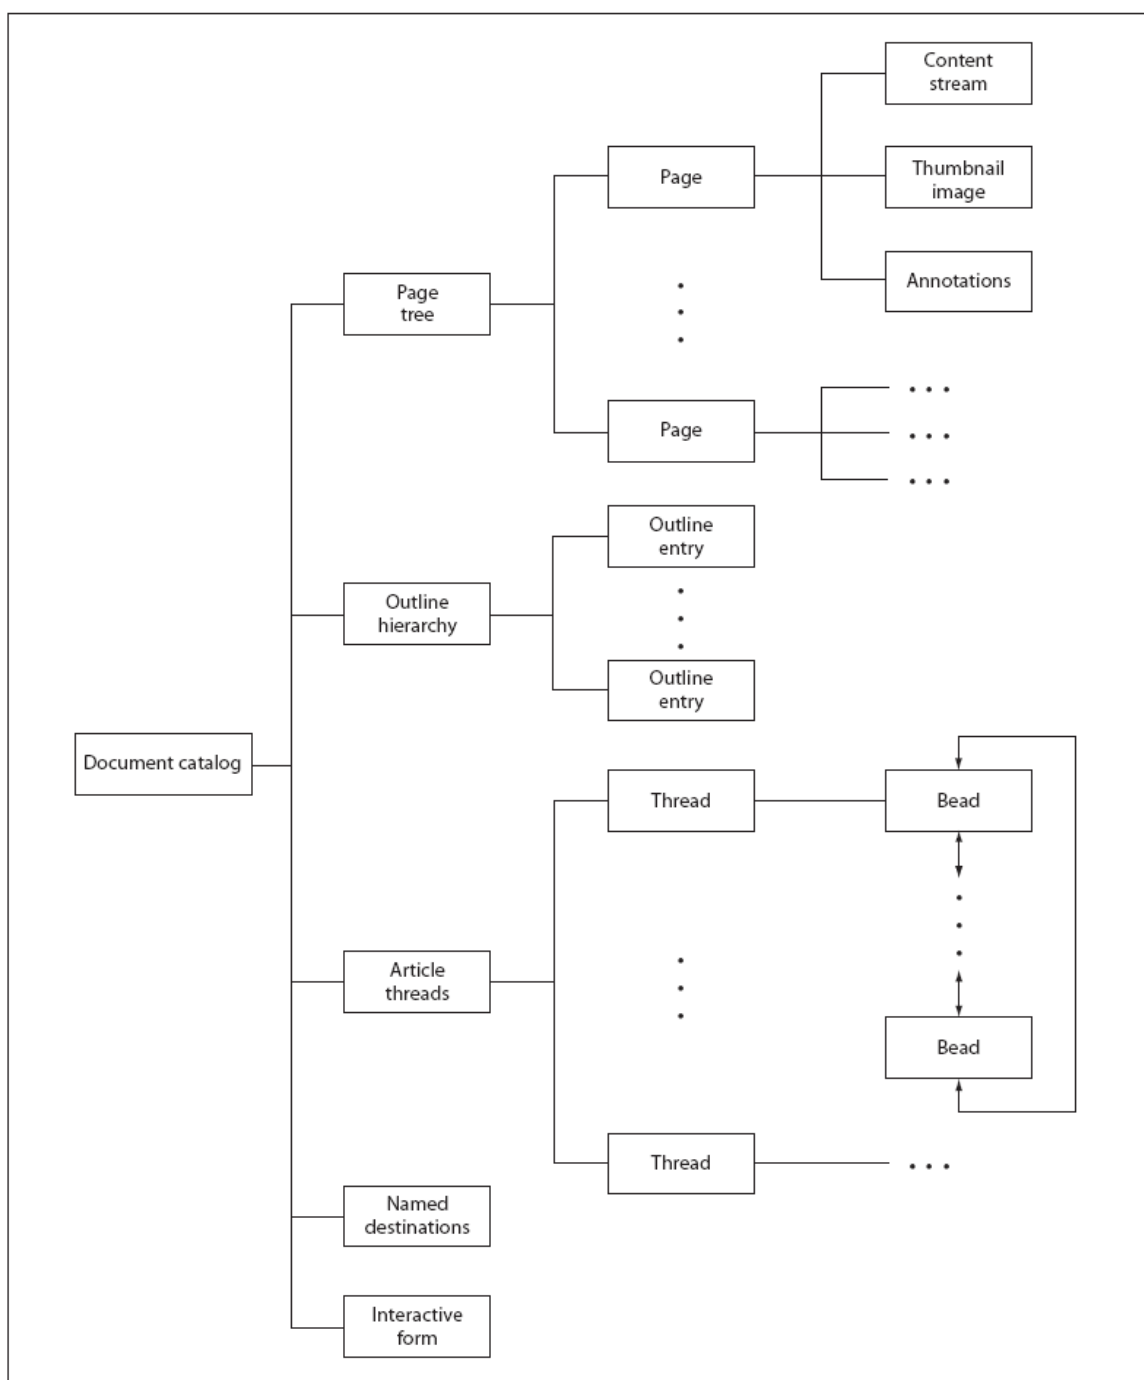 Content
stream
Page
Thumbnail
image
Annotations
Page
tree
Page
Outline
entry
Outline
hierarchy
Outline
entry
Document catalog
Thread
Bead
Article
threads
Bead
Thread
Named
destinations
Interactive
form